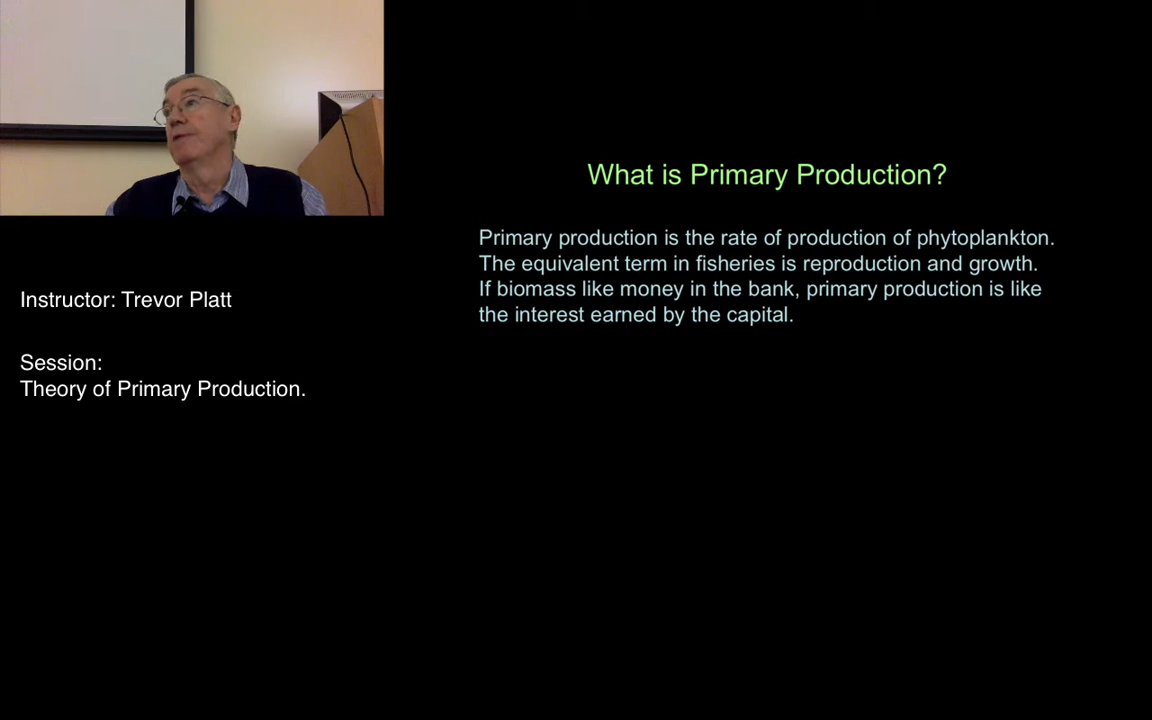 What is Primary Production?
Primary production is the rate of production of phytoplankton.
The equivalent term in fisheries is reproduction and growth.
If biomass like money in the bank, primary production is like
the interest earned by the capital.
Instructor: Trevor Platt
Session:
Theory of Primary Production.